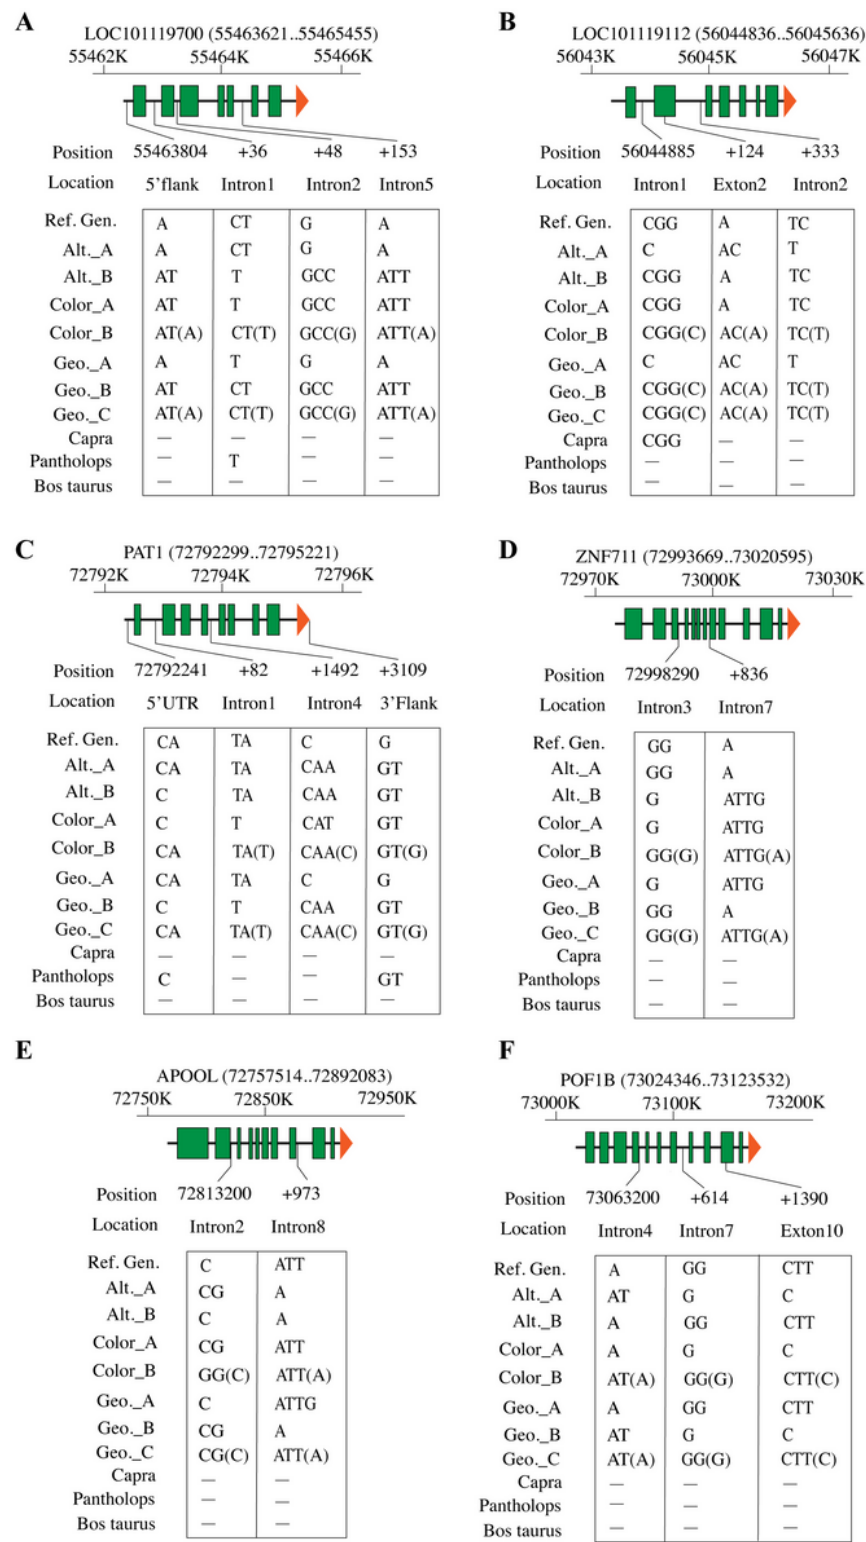 A
LOC101119700 (55463621..55465455)
55462K 55464K 55466K
Position 55463804 +36 +48 +153
Location 5’flank Intron1 Intron2 Intron5
Ref. Gen. A CT G A
Alt._A A CT G A
Alt._B AT T GCC ATT
Color_A AT T GCC ATT
Color_B AT(A) CT(T) GCC(G) ATT(A)
Geo._A A T G A
Geo._B AT CT GCC ATT
Geo._C AT(A) CT(T) GCC(G) ATT(A)
Capra — — — —
Pantholops — T — —
Bos taurus — — — —
B
LOC101119112 (56044836..56045636)
56043K 56045K 56047K
Position 56044885 +124 +333
Location Intron1 Exton2 Intron2
Ref. Gen. CGG A TC
Alt._A C AC T
Alt._B CGG A TC
Color_A CGG A TC
Color_B CGG(C) AC(A) TC(T)
Geo._A C AC T
Geo._B CGG(C) AC(A) TC(T)
Geo._C CGG(C) AC(A) TC(T)
Capra CGG — —
Pantholops — — —
Bos taurus — — —
C
PAT1 (72792299..72795221)
72792K 72794K 72796K
Position 72792241 +82 +1492 +3109
Location 5’UTR Intron1 Intron4 3’Flank
Ref. Gen. CA TA C G
Alt._A CA TA CAA GT
Alt._B C TA CAA GT
Color_A C T CAT GT
Color_B CA TA(T) CAA(C) GT(G)
Geo._A CA TA C G
Geo._B C T CAA GT
Geo._C CA TA(T) CAA(C) GT(G)
Capra — — — —
Pantholops C — — GT
Bos taurus — — — —
D
ZNF711 (72993669..73020595)
72970K 73000K 73030K
Position 72998290 +836
Location Intron3 Intron7
Ref. Gen. GG A
Alt._A GG A
Alt._B G ATTG
Color_A G ATTG
Color_B GG(G) ATTG(A)
Geo._A G ATTG
Geo._B GG A
Geo._C GG(G) ATTG(A)
Capra — —
Pantholops — —
Bos taurus — —
E
APOOL (72757514..72892083)
72750K 72850K 72950K
Position 72813200 +973
Location Intron2 Intron8
Ref. Gen. C ATT
Alt._A CG A
Alt._B C A
Color_A CG ATT
Color_B GG(C) ATT(A)
Geo._A C ATTG
Geo._B CG A
Geo._C CG(C) ATT(A)
Capra — —
Pantholops — —
Bos taurus — —
F
POF1B (73024346..73123532)
73000K 73100K 73200K
Position 73063200 +614 +1390
Location Intron4 Intron7 Exton10
Ref. Gen. A GG CTT
Alt._A AT G C
Alt._B A GG CTT
Color_A A G C
Color_B AT(A) GG(G) CTT(C)
Geo._A A GG CTT
Geo._B AT G C
Geo._C AT(A) GG(G) CTT(C)
Capra — — —
Pantholops — — —
Bos taurus — — —